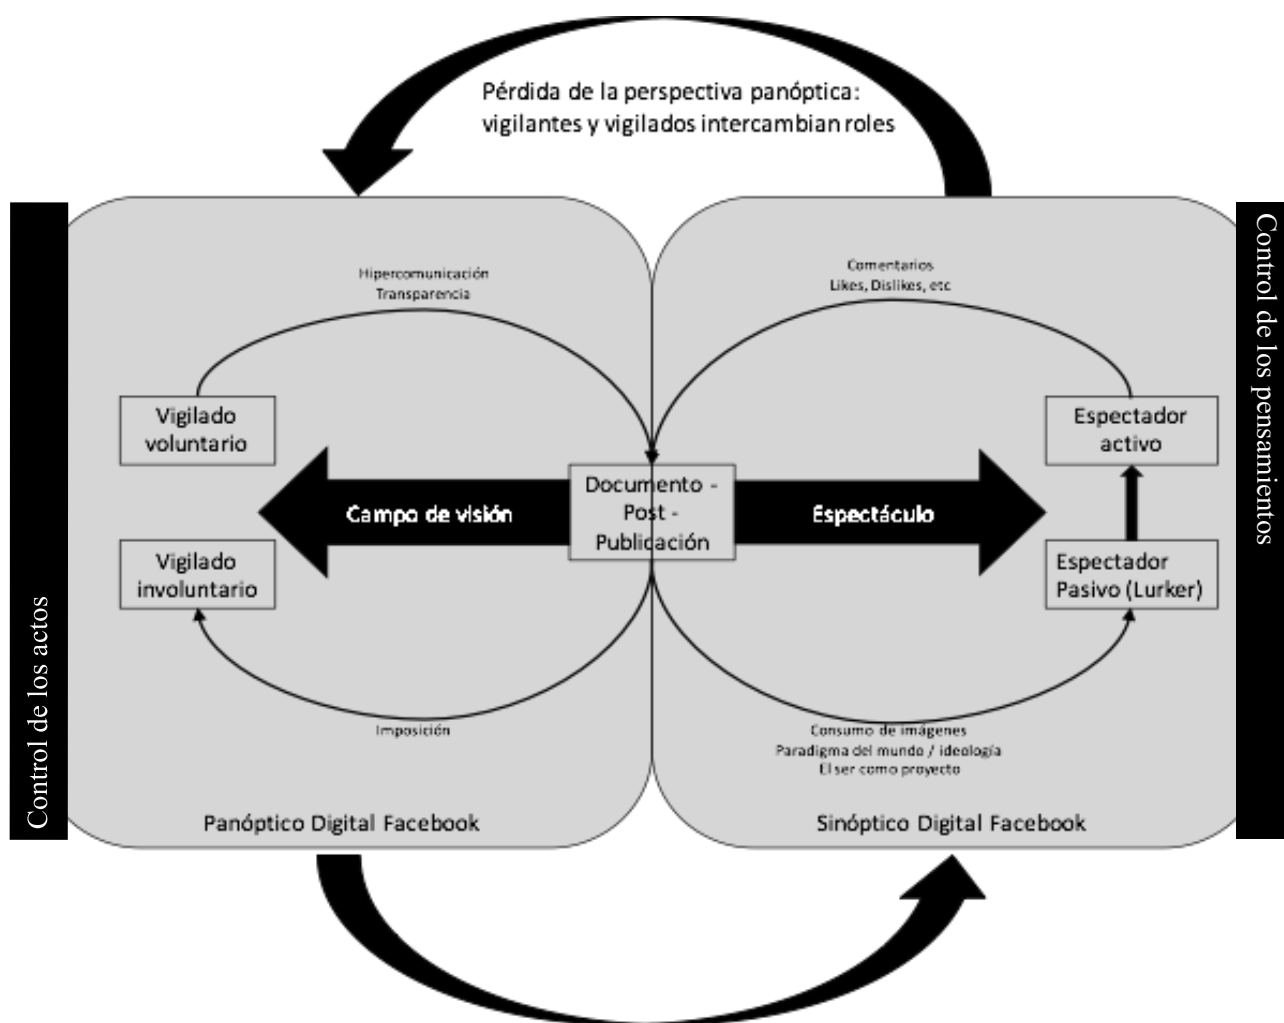 Pérdida de la perspectiva panóptica:
vigilantes y vigilados intercambian roles
Control de los actos
Hipercomunicación
Transparencia
Vigilado
voluntario
Campo de visión
Vigilado
involuntario
Imposición
Panóptico Digital Facebook
Documento -
Post -
Publicación
Comentarios
Likes, Dislikes, etc
Espectador
activo
Espectáculo
Espectador
Pasivo (Lurker)
Consumo de imágenes
Paradigma del mundo / ideología
El ser como proyecto
Sinóptico Digital Facebook
Control de los pensamientos